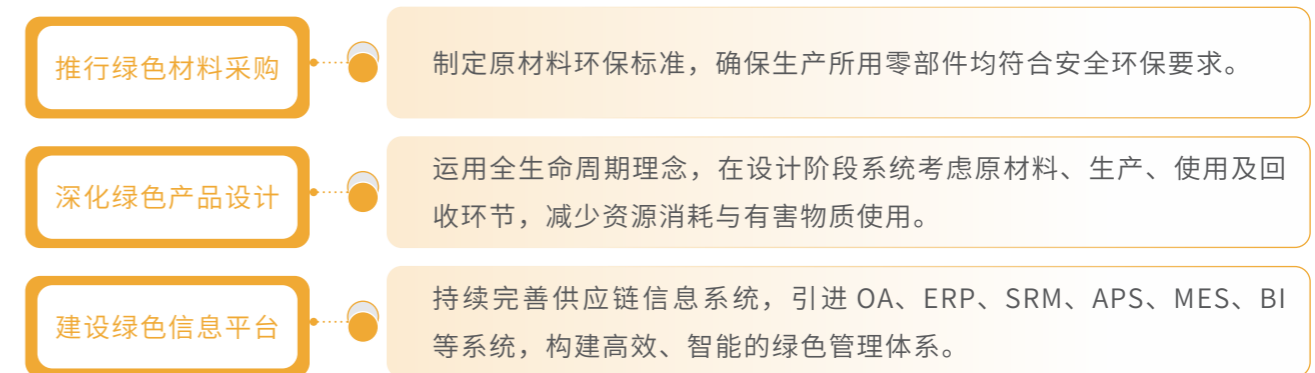 推行绿色材料采购
制定原材料环保标准，确保生产所用零部件均符合安全环保要求。
深化绿色产品设计
运用全生命周期理念，在设计阶段系统考虑原材料、生产、使用及回
收环节，减少资源消耗与有害物质使用。
建设绿色信息平台
持续完善供应链信息系统，引进 OA、ERP、SRM、APS、MES、BI
等系统，构建高效、智能的绿色管理体系。